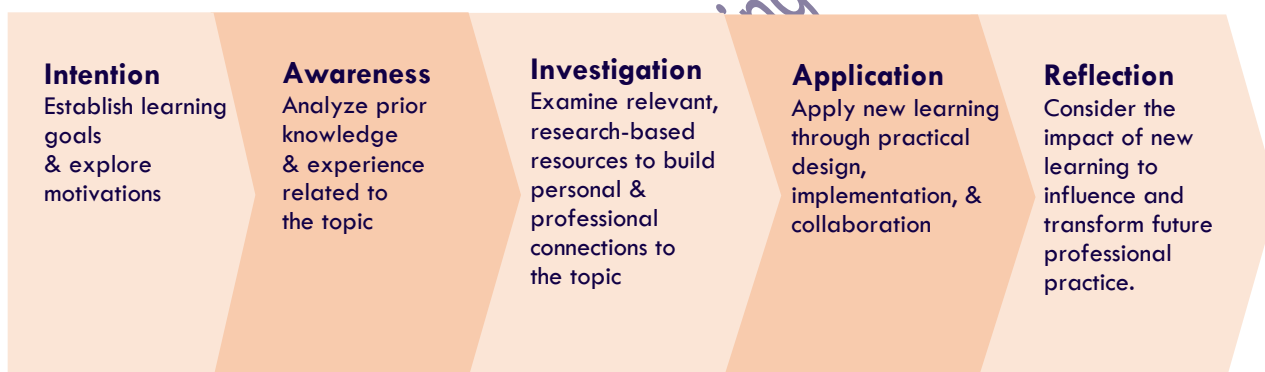 Intention
Establish learning
goals
& explore
motivations
Awareness
Analyze prior
knowledge
& experience
related to
the topic
Investigation
Examine relevant,
research-based
resources to build
personal &
professional
connections to
the topic
Application
Apply new learning
through practical
design,
implementation, &
collaboration
Reflection
Consider the
impact of new
learning to
influence and
transform future
professional
practice.